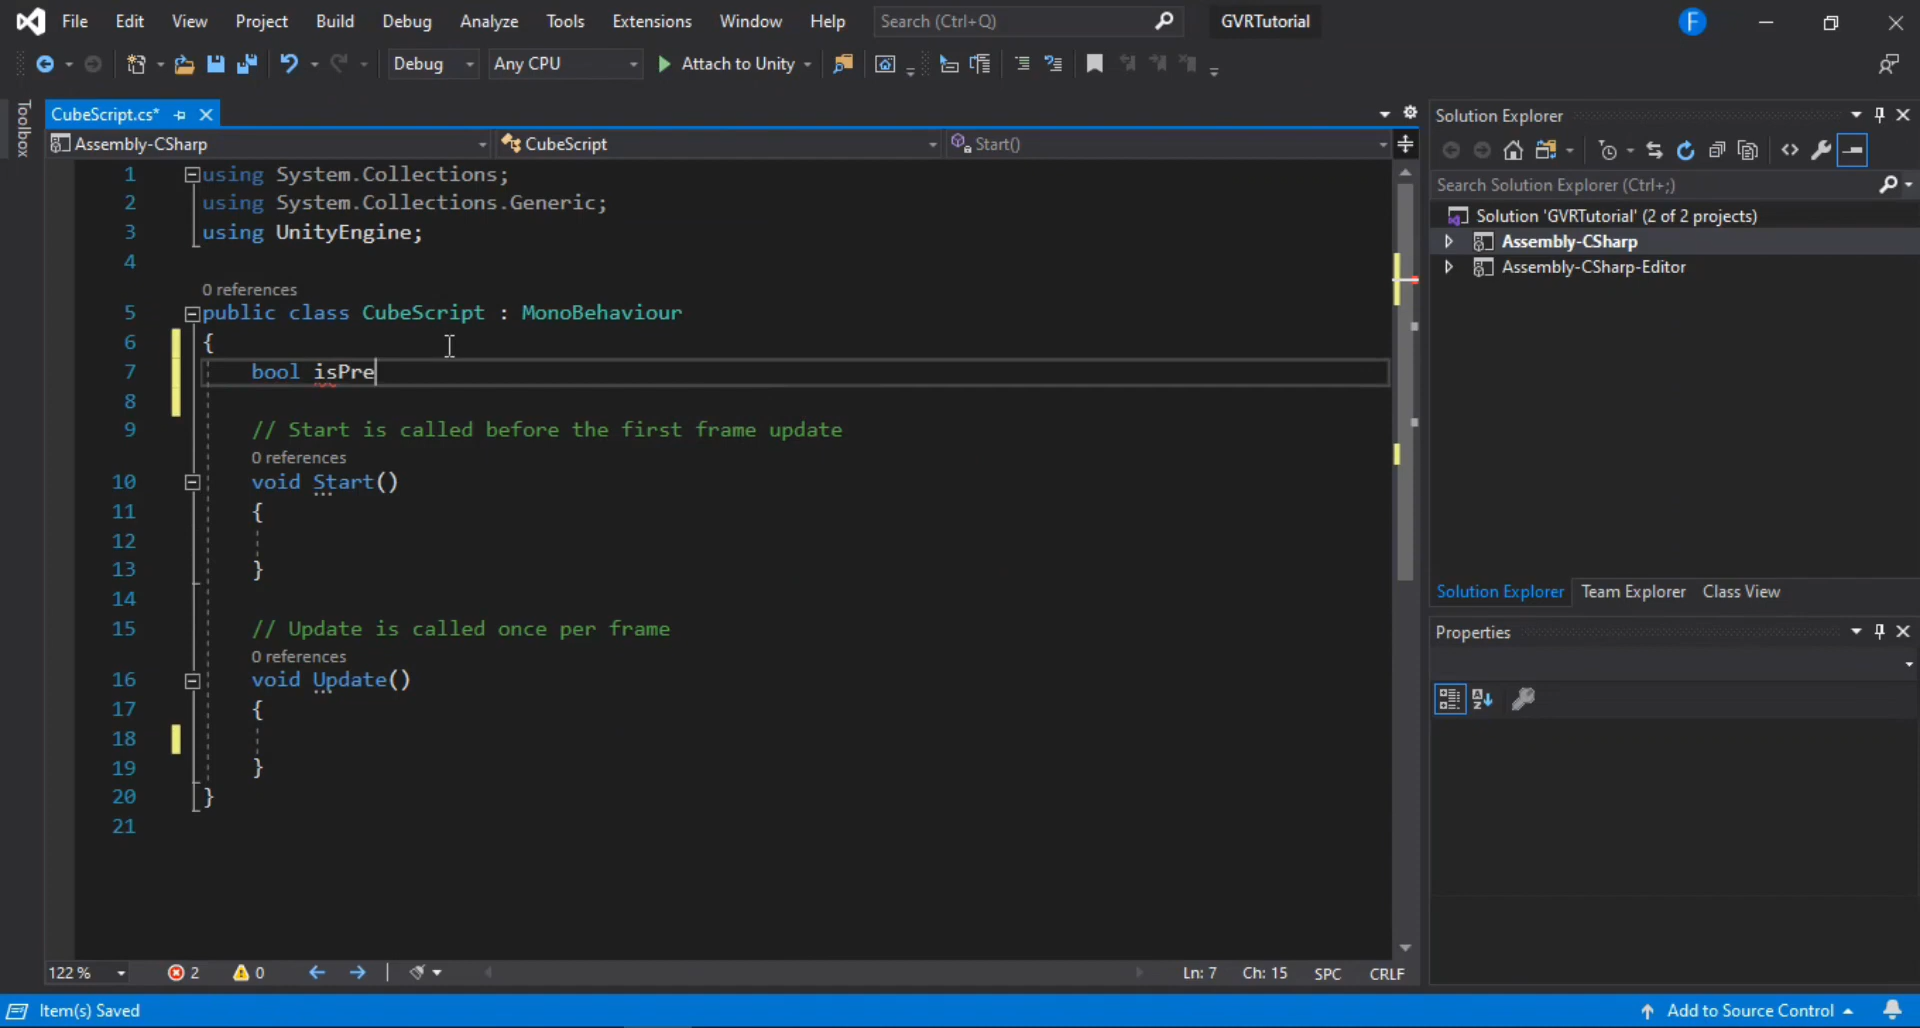 File Edit View Project Build Debug Analyze Tools Extensions Window Help Search (Ctrl+Q) GVRTutorial F
Debug Any CPU Attach to Unity
Toolbox
CubeScript.cs*
Assembly-CSharp CubeScript Start()
1 using System.Collections;
2 using System.Collections.Generic;
3 using UnityEngine;
4
0 references
5 public class CubeScript : MonoBehaviour
6 {
7 bool isPre
8
9 // Start is called before the first frame update
0 references
10 void Start()
11 {
12
13 }
14
15 // Update is called once per frame
0 references
16 void Update()
17 {
18
19 }
20 }
21
122 % 2 0 Ln: 7 Ch: 15 SPC CRLF
Solution Explorer
Search Solution Explorer (Ctrl+;)
Solution 'GVRTutorial' (2 of 2 projects)
Assembly-CSharp
Assembly-CSharp-Editor
Solution Explorer Team Explorer Class View
Properties
Item(s) Saved Add to Source Control